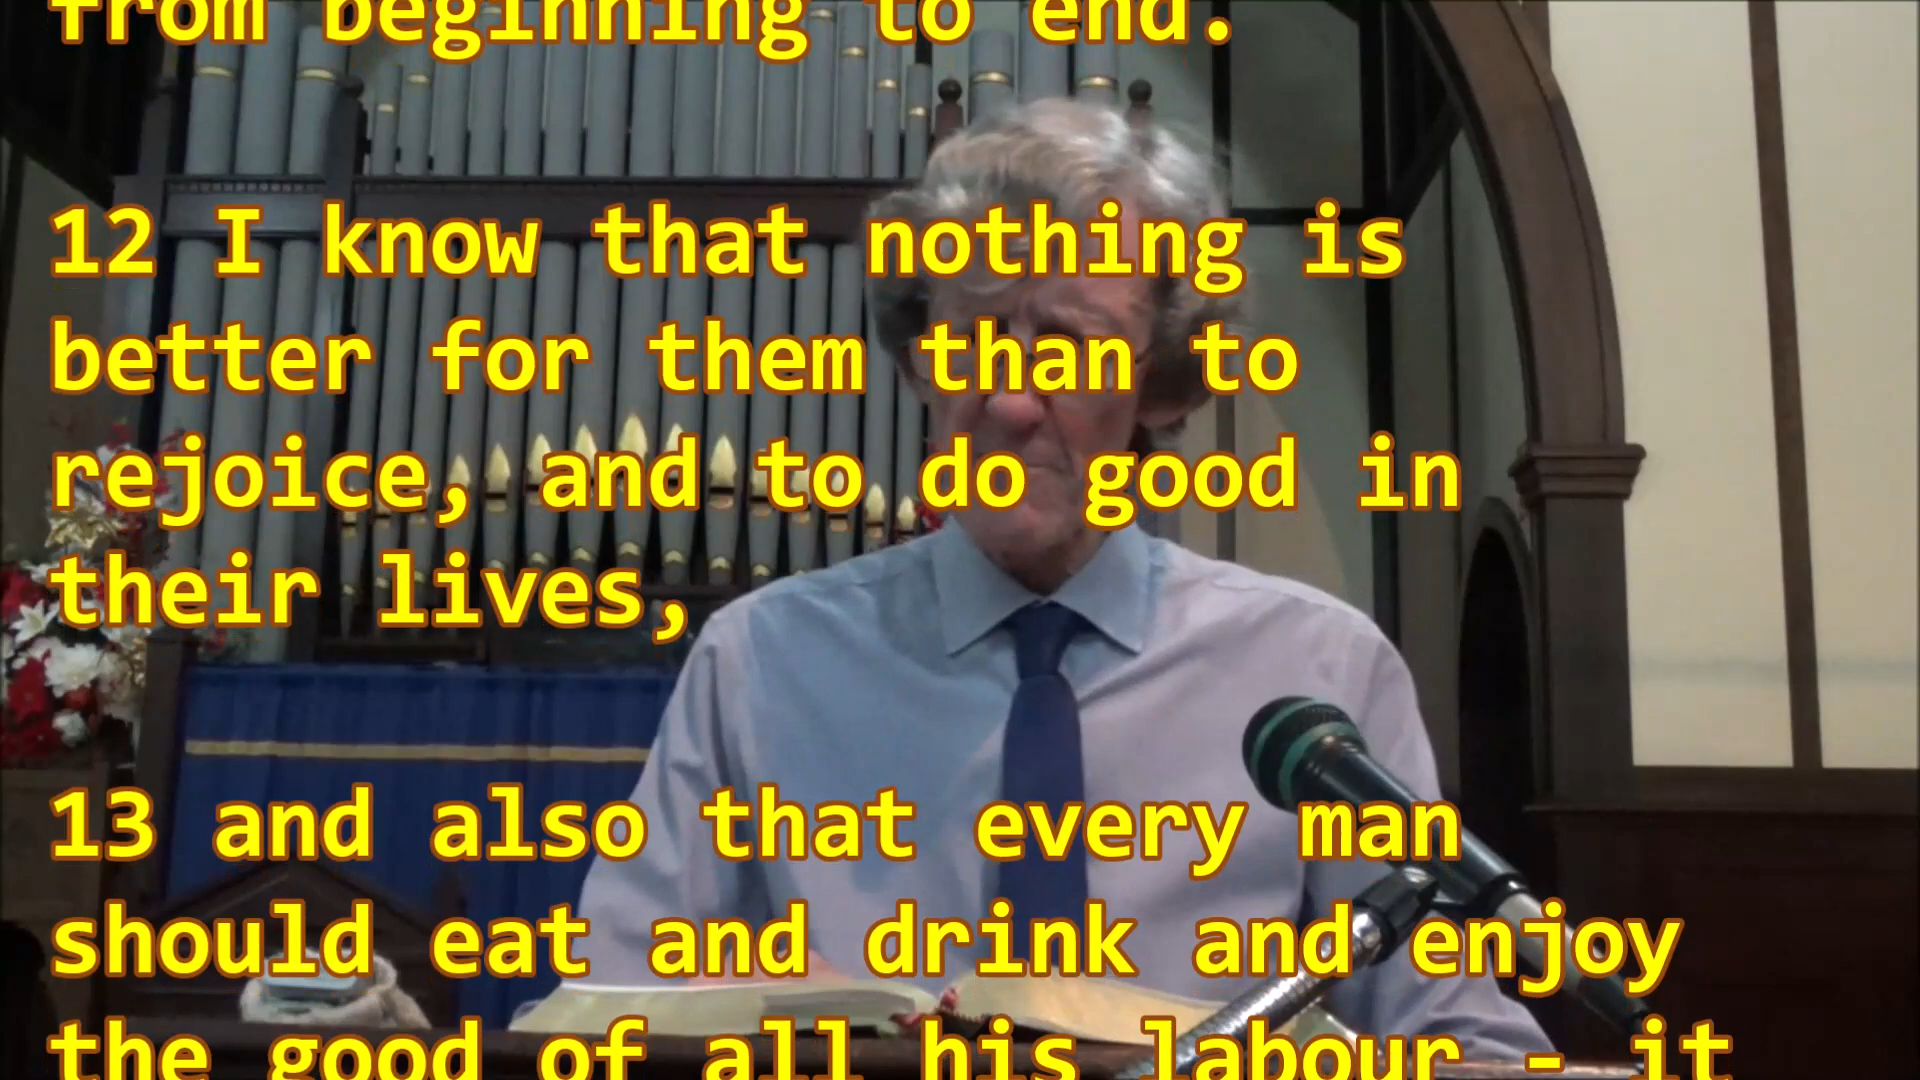 from beginning to end.
12 I know that nothing is
better for them than to
rejoice, and to do good in
their lives,
13 and also that every man
should eat and drink and enjoy
the good of all his labour - it